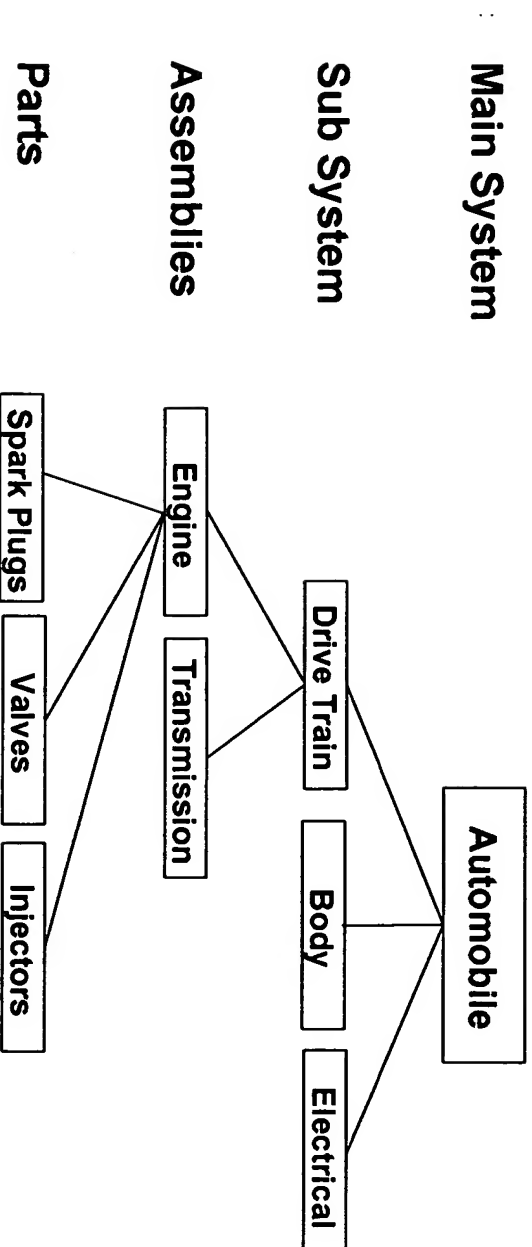 Main System
Automobile
Sub System
Drive Train
Body
Electrical
Assemblies
Engine
Transmission
Parts
Spark Plugs
Valves
Injectors